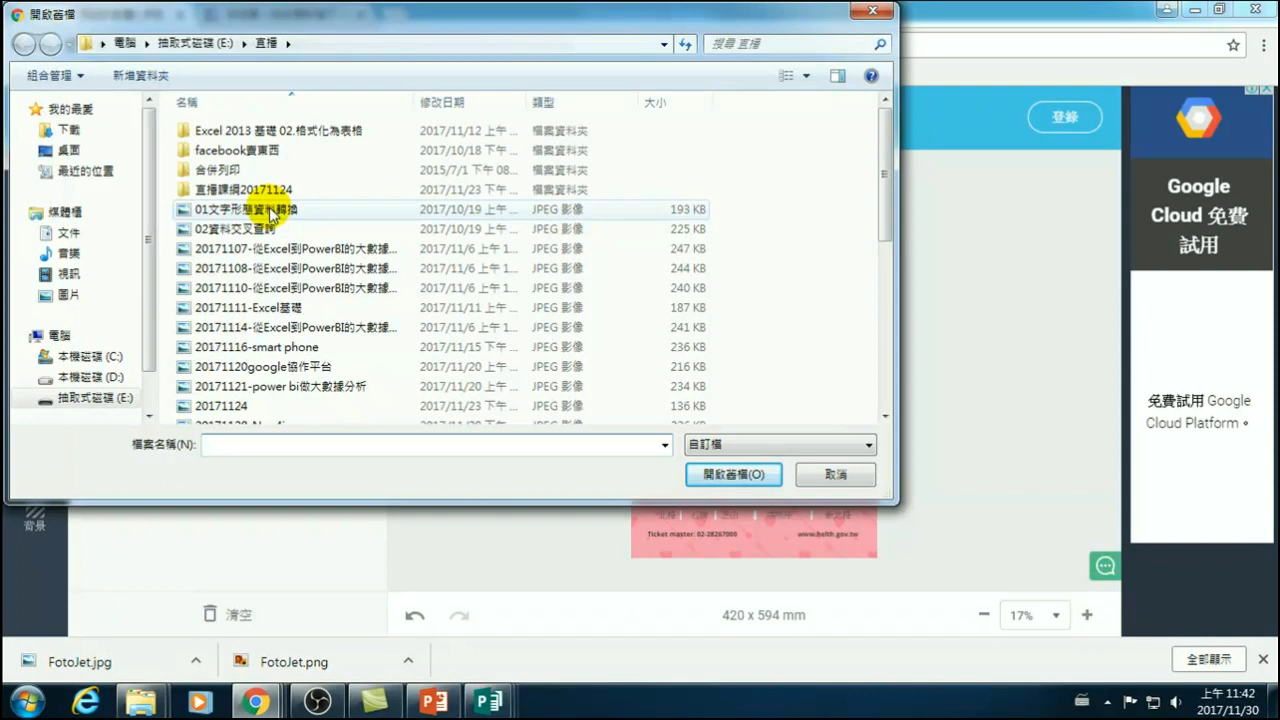 開啟舊檔
電腦 抽取式磁碟 (E:) 直播
搜尋 直播
組合管理 新增資料夾
名稱 修改日期 類型 大小
我的最愛
下載
桌面
最近的位置
媒體櫃
文件
音樂
視訊
圖片
電腦
本機磁碟 (C:)
本機磁碟 (D:)
抽取式磁碟 (E:)
Excel 2013 基礎 02.格式化為表格 2017/11/12 上午 ... 檔案資料夾
facebook賣東西 2017/10/18 上午 ... 檔案資料夾
合併列印 2015/7/1 下午 08... 檔案資料夾
直播課綱20171124 2017/11/23 下午 ... 檔案資料夾
01文字形態資料轉換 2017/10/19 上午 ... JPEG 影像 193 KB
02資料交叉查詢 2017/10/19 上午 ... JPEG 影像 225 KB
20171107-從Excel到PowerBI的大數據... 2017/11/6 上午 1... JPEG 影像 247 KB
20171108-從Excel到PowerBI的大數據... 2017/11/6 上午 1... JPEG 影像 244 KB
20171110-從Excel到PowerBI的大數據... 2017/11/6 上午 1... JPEG 影像 240 KB
20171111-Excel基礎 2017/11/11 上午 ... JPEG 影像 187 KB
20171114-從Excel到PowerBI的大數據... 2017/11/6 上午 1... JPEG 影像 241 KB
20171116-smart phone 2017/11/15 下午 ... JPEG 影像 236 KB
20171120google協作平台 2017/11/20 上午 ... JPEG 影像 216 KB
20171121-power bi做大數據分析 2017/11/20 上午 ... JPEG 影像 234 KB
20171124 2017/11/23 下午 ... JPEG 影像 136 KB
檔案名稱(N): 自訂檔
開啟舊檔(O) 取消
登錄
Google
Cloud 免費
試用
免費試用 Google
Cloud Platform。
背景
Ticket master: 02-28267000 www.helth.gov.tw
清空
420 x 594 mm
17%
FotoJet.jpg
FotoJet.png
全部顯示
上午 11:42
2017/11/30